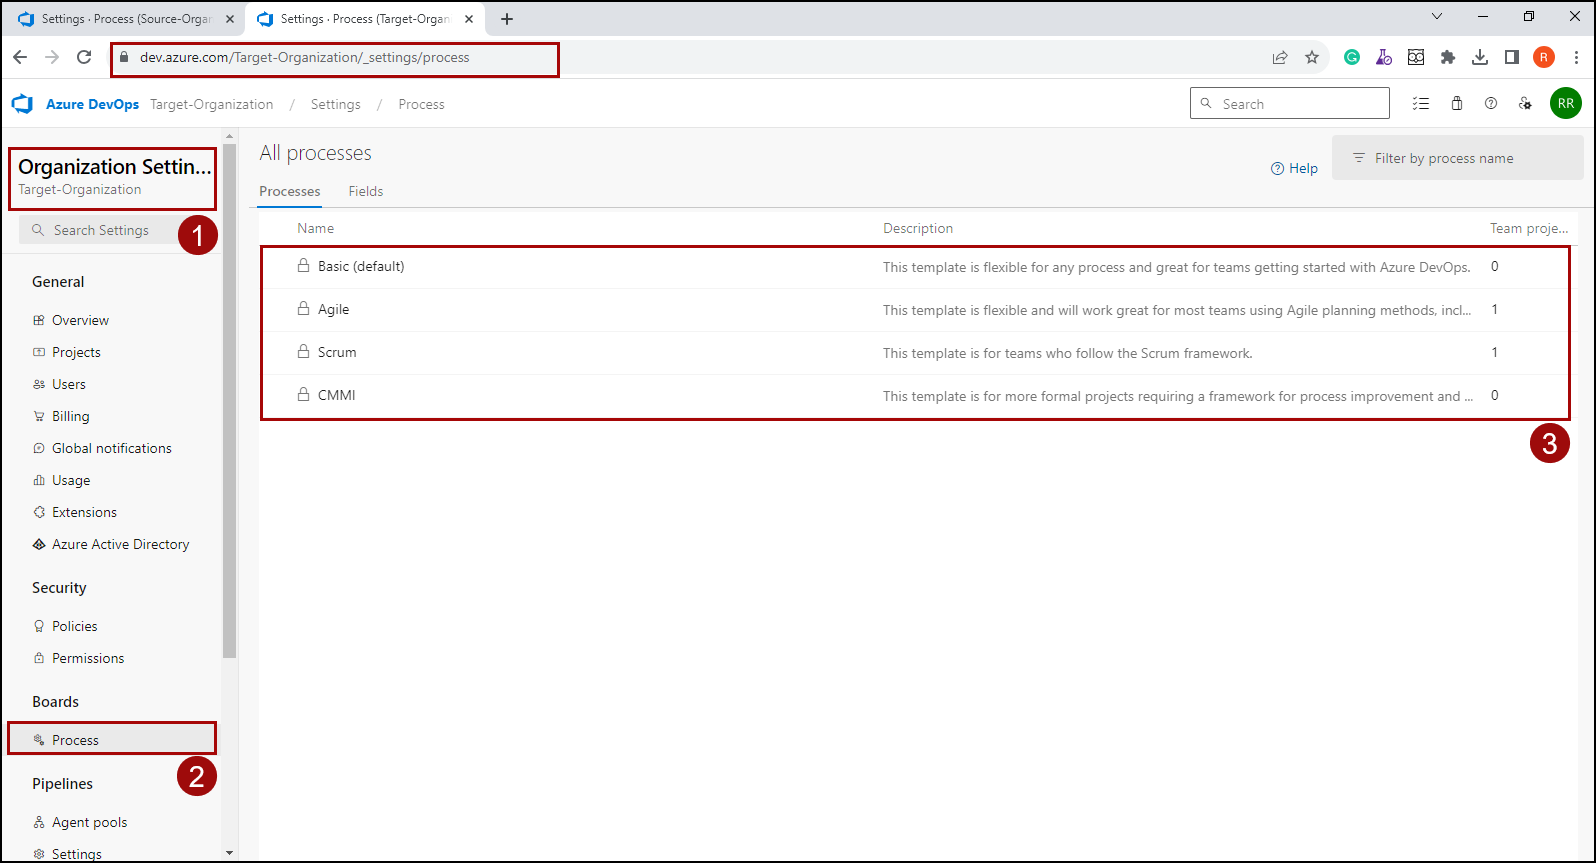 Settings · Process (Source-Orga
Settings · Process (Target-Organ
dev.azure.com/Target-Organization/_settings/process
R
Azure DevOps Target-Organization / Settings / Process
Search
RR
Organization Settin...
Target-Organization
Search Settings
1
General
Overview
Projects
Users
Billing
Global notifications
Usage
Extensions
Azure Active Directory
Security
Policies
Permissions
Boards
Process
2
Pipelines
Agent pools
Settings
All processes
Help
Filter by process name
Processes Fields
Name Description Team proje...
Basic (default) This template is flexible for any process and great for teams getting started with Azure DevOps. 0
Agile This template is flexible and will work great for most teams using Agile planning methods, incl... 1
Scrum This template is for teams who follow the Scrum framework. 1
CMMI This template is for more formal projects requiring a framework for process improvement and ... 0
3